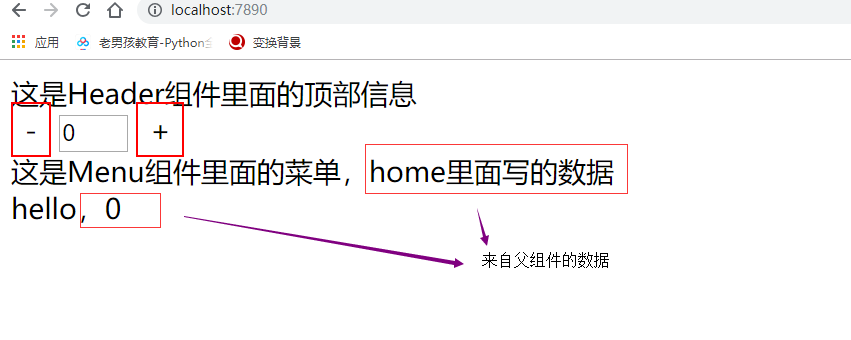 localhost:7890
应用 老男孩教育-Python 变换背景
这是Header组件里面的顶部信息
- 0 +
这是Menu组件里面的菜单，home里面写的数据
hello，0
来自父组件的数据